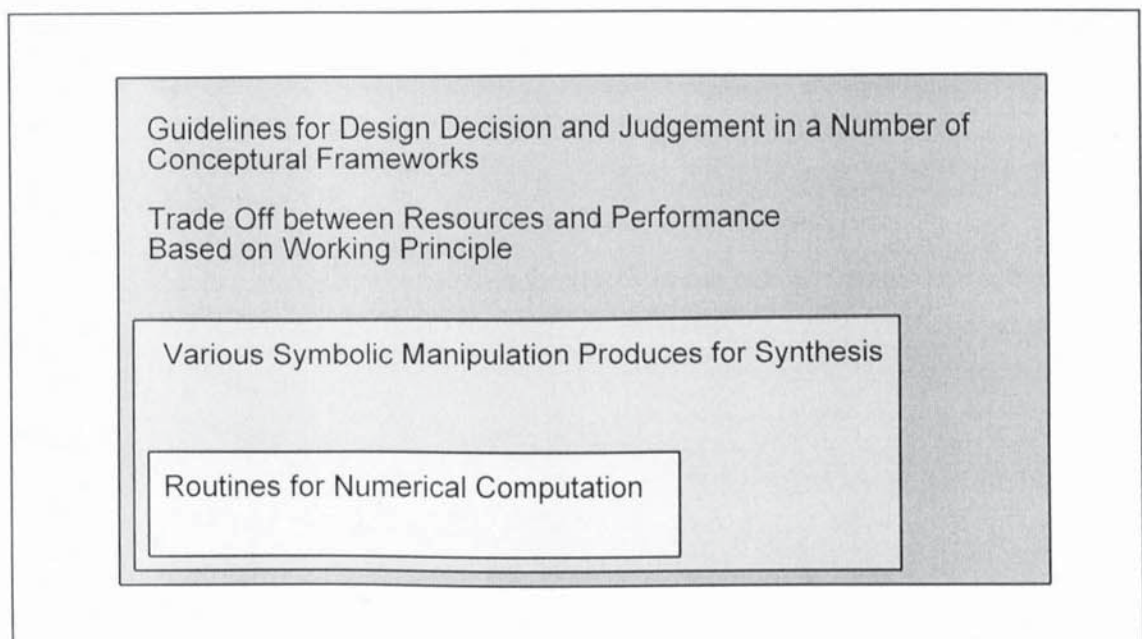 Guidelines for Design Decision and Judgement in a Number of
Conceptural Frameworks
Trade Off between Resources and Performance
Based on Working Principle
Various Symbolic Manipulation Produces for Synthesis
Routines for Numerical Computation